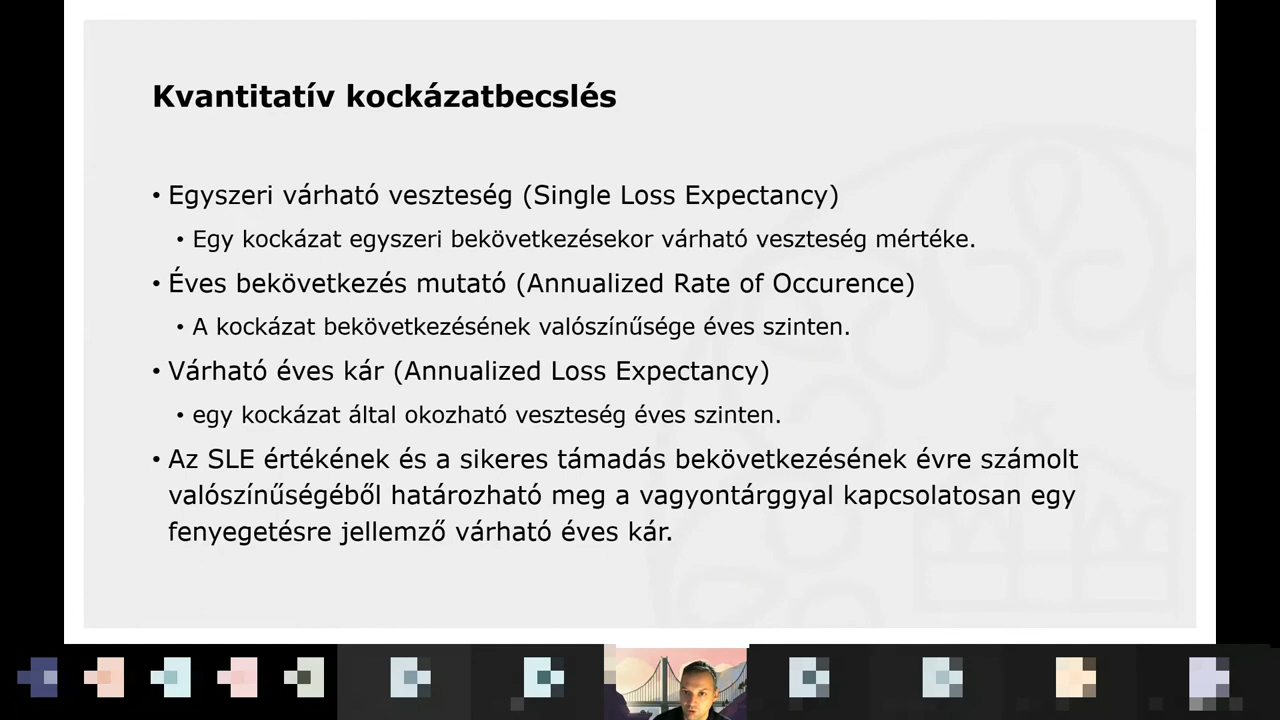 Kvantitatív kockázatbecslés
• Egyszeri várható veszteség (Single Loss Expectancy)
• Egy kockázat egyszeri bekövetkezésekor várható veszteség mértéke.
• Éves bekövetkezés mutató (Annualized Rate of Occurence)
• A kockázat bekövetkezésének valószínűsége éves szinten.
• Várható éves kár (Annualized Loss Expectancy)
• egy kockázat által okozható veszteség éves szinten.
• Az SLE értékének és a sikeres támadás bekövetkezésének évre számolt
valószínűségéből határozható meg a vagyontárggyal kapcsolatosan egy
fenyegetésre jellemző várható éves kár.